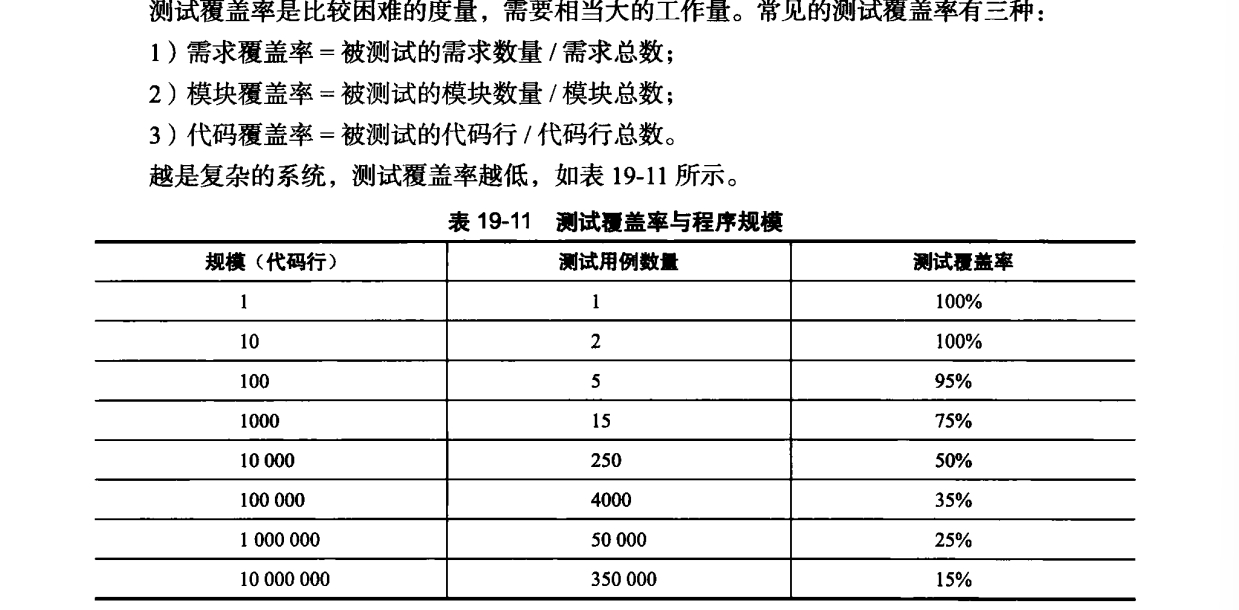 测试覆盖率是比较困难的度量，需要相当大的工作量。常见的测试覆盖率有三种：
1）需求覆盖率 = 被测试的需求数量 / 需求总数；
2）模块覆盖率 = 被测试的模块数量 / 模块总数；
3）代码覆盖率 = 被测试的代码行 / 代码行总数。
越是复杂的系统，测试覆盖率越低，如表 19-11 所示。
表 19-11 测试覆盖率与程序规模
规模（代码行） 测试用例数量 测试覆盖率
1 1 100%
10 2 100%
100 5 95%
1000 15 75%
10 000 250 50%
100 000 4000 35%
1 000 000 50 000 25%
10 000 000 350 000 15%